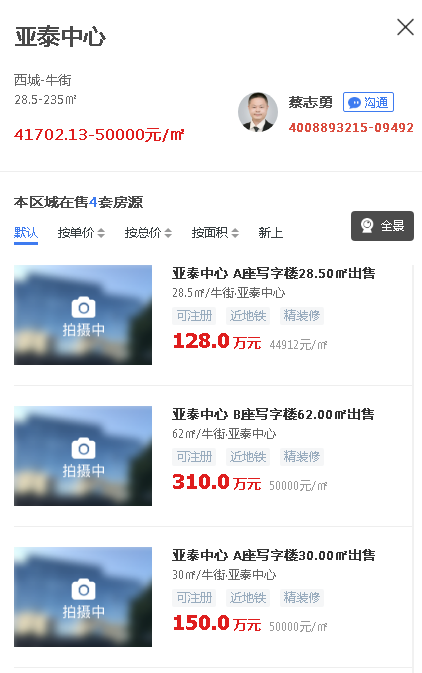 亚泰中心
西城-牛街
28.5-235㎡
41702.13-50000元/㎡
蔡志勇 沟通
4008893215-09492
本区域在售4套房源
默认 按单价 按总价 按面积 新上
全景
拍摄中
亚泰中心 A座写字楼28.50㎡出售
28.5㎡/牛街·亚泰中心
可注册 近地铁 精装修
128.0万元 44912元/㎡
拍摄中
亚泰中心 B座写字楼62.00㎡出售
62㎡/牛街·亚泰中心
可注册 近地铁 精装修
310.0万元 50000元/㎡
拍摄中
亚泰中心 A座写字楼30.00㎡出售
30㎡/牛街·亚泰中心
可注册 近地铁 精装修
150.0万元 50000元/㎡